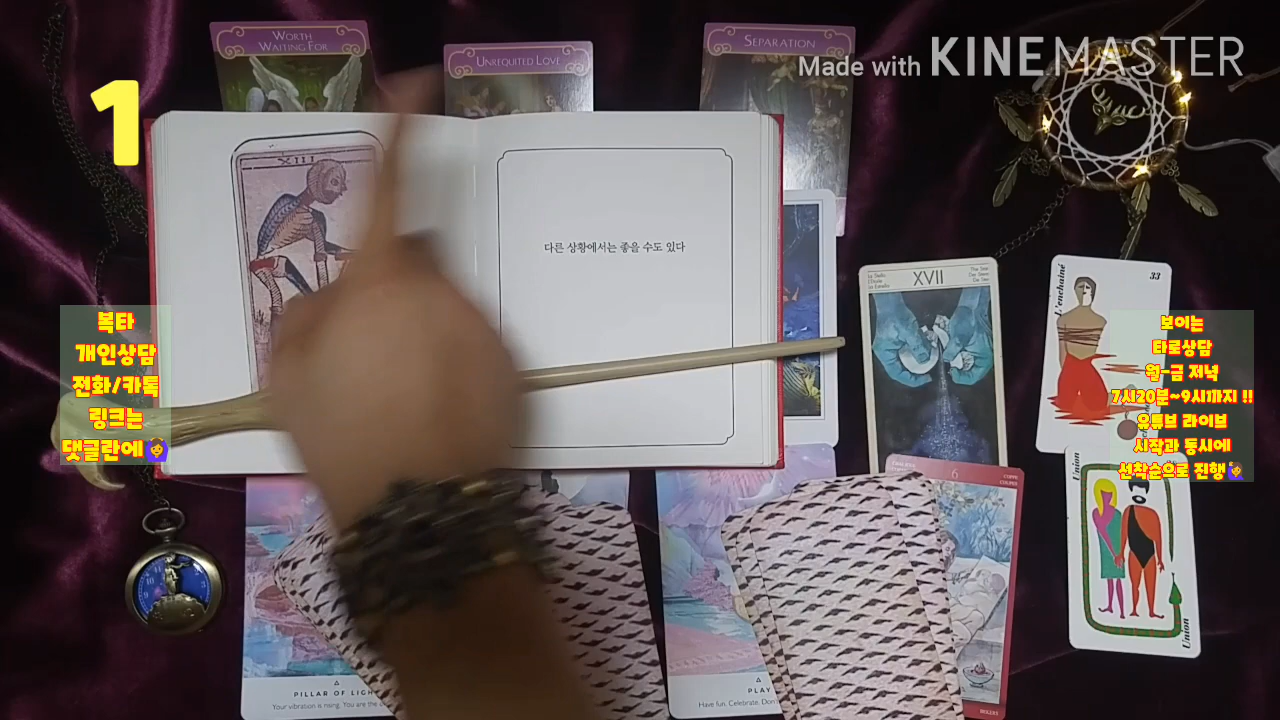 WORTH
WAITING FOR
UNREQUITED LOVE
SEPARATION
Made with KINEMASTER
1
XIII
다른 상황에서는 좋을 수도 있다
XVII
The Star
L'enchaîné
33
복타
개인상담
전화/카톡
링크는
댓글란에
보이는
타로상담
월-금 저녁
7시20분~9시까지 !!
유튜브 라이브
시작과 동시에
선착순으로 진행
6
Union
Union
PILLAR OF LIGH
Your vibration is rising. You are the
PLAY
Have fun. Celebrate. Don